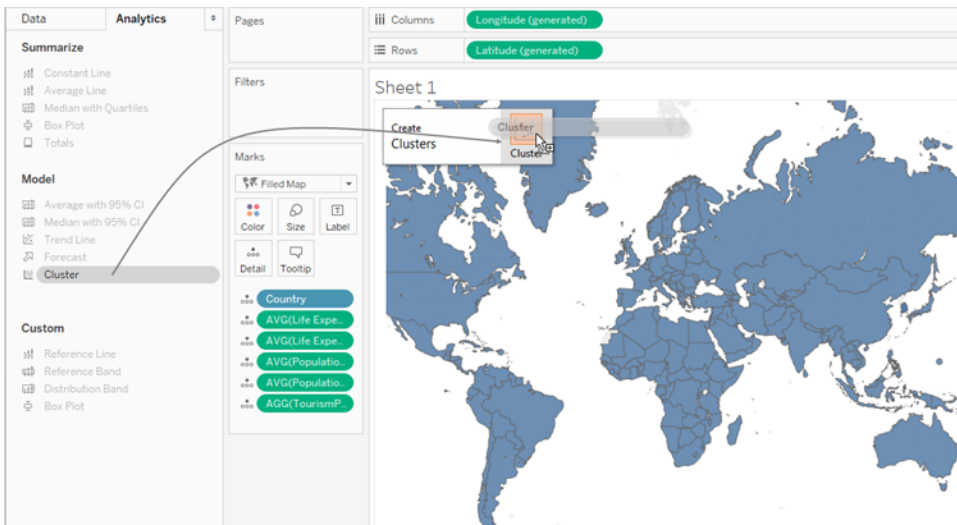 Data
Analytics
Summarize
Constant Line
Average Line
Median with Quartiles
Box Plot
Totals
Model
Average with 95% CI
Median with 95% CI
Trend Line
Forecast
Cluster
Custom
Reference Line
Reference Band
Distribution Band
Box Plot
Pages
Filters
Marks
Filled Map
Color
Size
Label
Detail
Tooltip
Country
AVG(Life Expe..
AVG(Life Expe..
AVG(Populatio..
AVG(Populatio..
AGG(TourismP..
Columns
Longitude (generated)
Rows
Latitude (generated)
Sheet 1
Create
Clusters
Cluster
Cluster